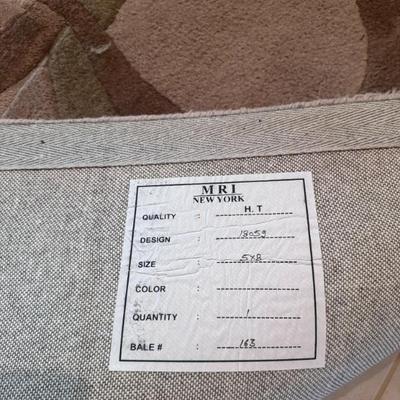 MRI
NEW YORK
QUALITY : H.T
DESIGN : 18059
SIZE : 5x8
COLOR :
QUANTITY : 1
BALE # : 163